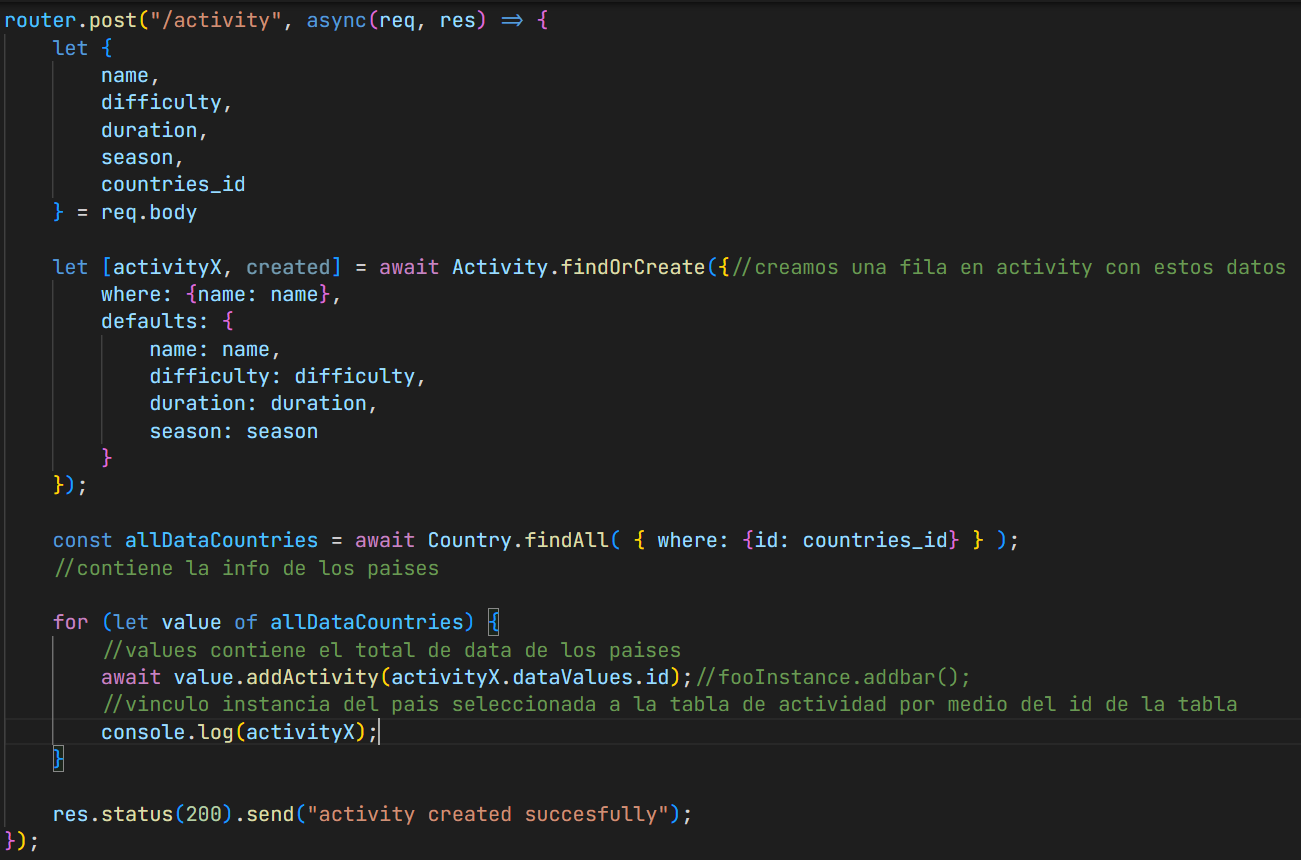 router.post("/activity", async(req, res) => {
let {
name,
difficulty,
duration,
season,
countries_id
} = req.body
let [activityX, created] = await Activity.findOrCreate({//creamos una fila en activity con estos datos
where: {name: name},
defaults: {
name: name,
difficulty: difficulty,
duration: duration,
season: season
}
});
const allDataCountries = await Country.findAll( { where: {id: countries_id} } );
//contiene la info de los paises
for (let value of allDataCountries) {
//values contiene el total de data de los paises
await value.addActivity(activityX.dataValues.id);//fooInstance.addbar();
//vinculo instancia del pais seleccionada a la tabla de actividad por medio del id de la tabla
console.log(activityX);
}
res.status(200).send("activity created succesfully");
});